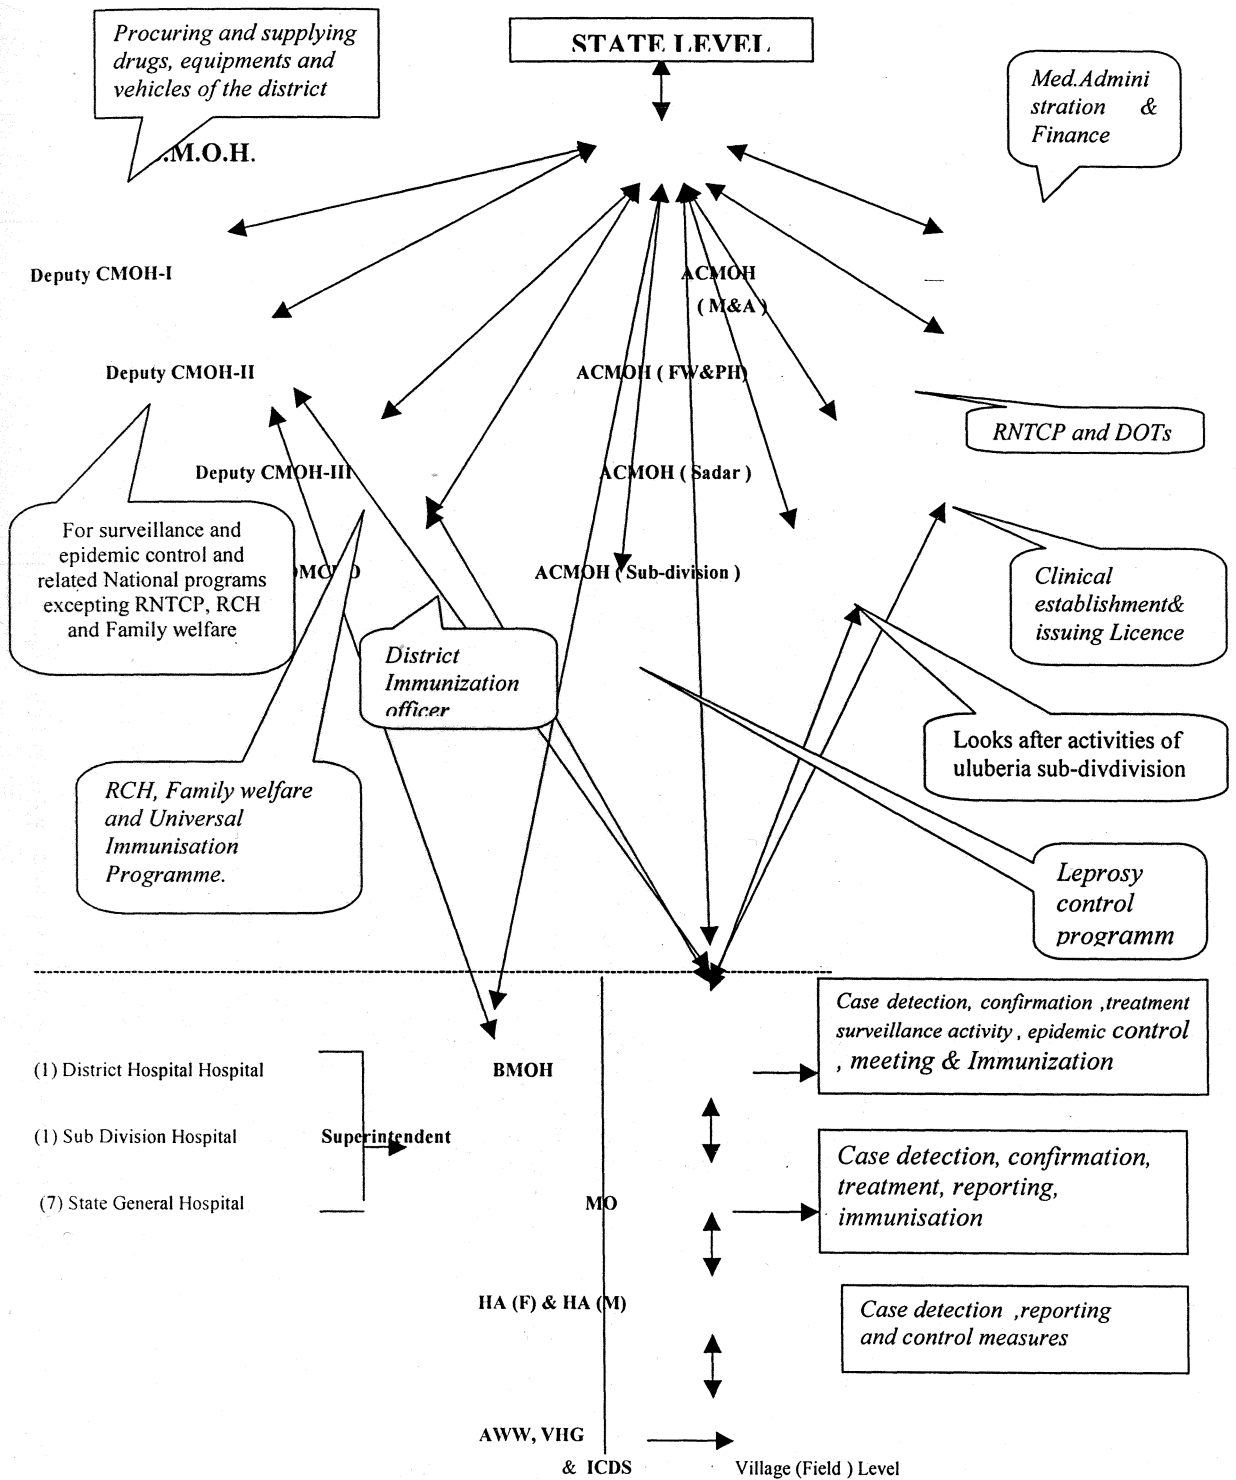 Procuring and supplying
drugs, equipments and
vehicles of the district
STATE LEVEL
Med.Admini
stration &
Finance
.M.O.H.
Deputy CMOH-I
ACMOH
( M&A )
Deputy CMOH-II
ACMOH ( FW&PH)
RNTCP and DOTs
Deputy CMOH-III
ACMOH ( Sadar )
For surveillance and
epidemic control and
related National programs
excepting RNTCP, RCH
and Family welfare
ACMOH ( Sub-division )
Clinical
establishment&
issuing Licence
District
Immunization
officer
Looks after activities of
uluberia sub-divdivision
RCH, Family welfare
and Universal
Immunisation
Programme.
Leprosy
control
programm
Case detection, confirmation ,treatment
surveillance activity , epidemic control
, meeting & Immunization
(1) District Hospital Hospital
BMOH
(1) Sub Division Hospital
Superintendent
Case detection, confirmation,
treatment, reporting,
immunisation
(7) State General Hospital
MO
HA (F) & HA (M)
Case detection ,reporting
and control measures
AWW, VHG
& ICDS
Village (Field ) Level